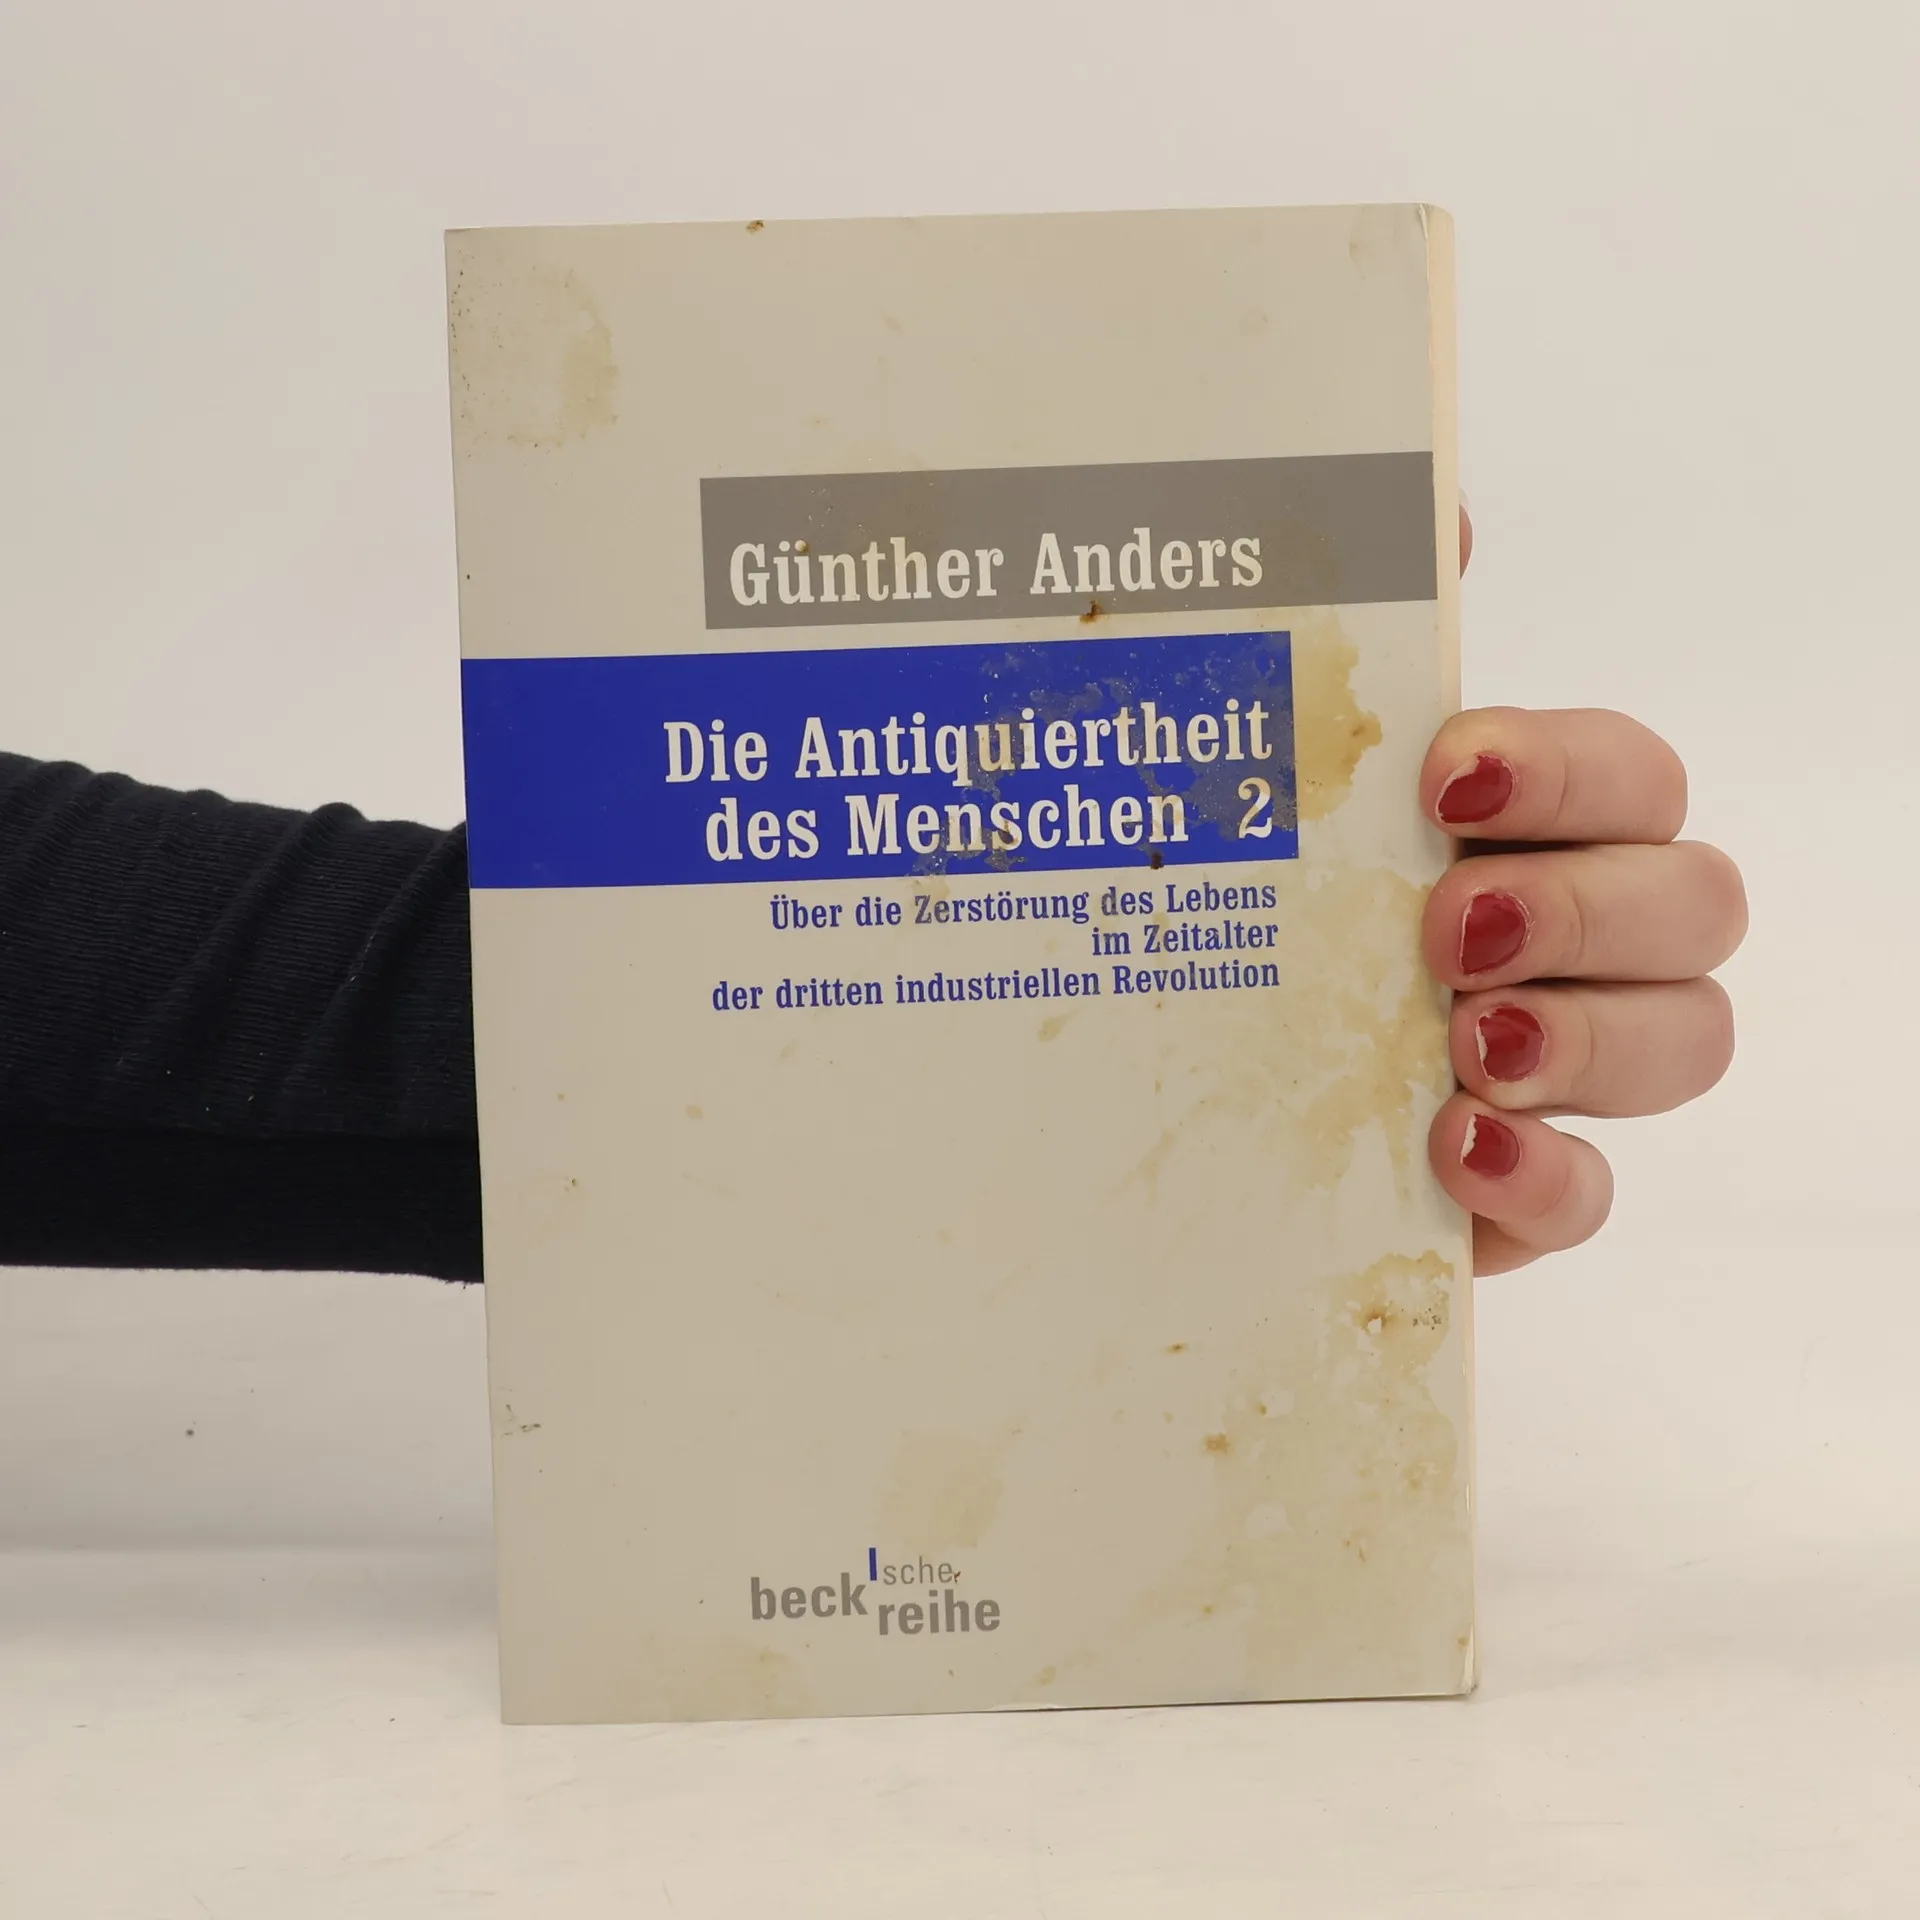 Günther Anders
Die Antiquiertheit
des Menschen 2
Über die Zerstörung des Lebens
im Zeitalter
der dritten industriellen Revolution
beck'sche
reihe